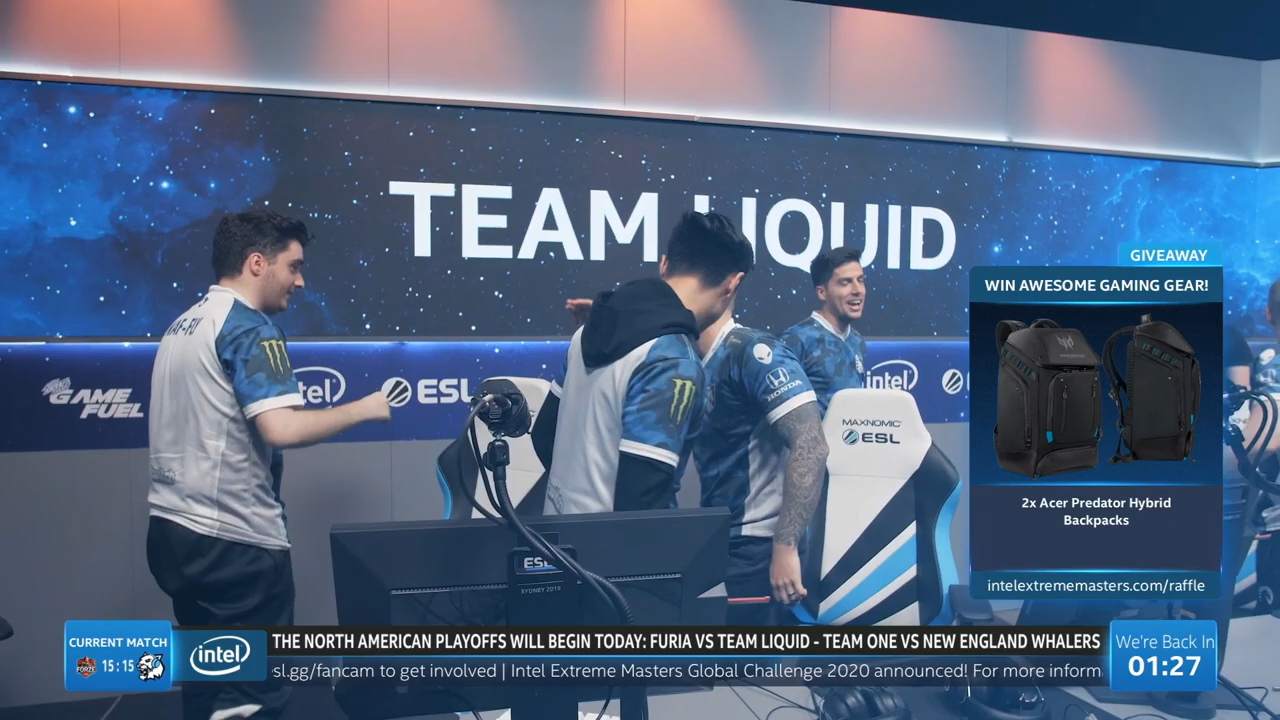 TEAM LIQUID
GIVEAWAY
WIN AWESOME GAMING GEAR!
PREDATOR
2x Acer Predator Hybrid
Backpacks
intelextrememasters.com/raffle
GAME
FUEL
intel
ESL
HONDA
intel
MAXNOMIC
ESL
ESL
SYDNEY 2019
CURRENT MATCH
FORZE
15:15
intel
THE NORTH AMERICAN PLAYOFFS WILL BEGIN TODAY: FURIA VS TEAM LIQUID - TEAM ONE VS NEW ENGLAND WHALERS
sl.gg/fancam to get involved | Intel Extreme Masters Global Challenge 2020 announced! For more inform
We're Back In
01:27